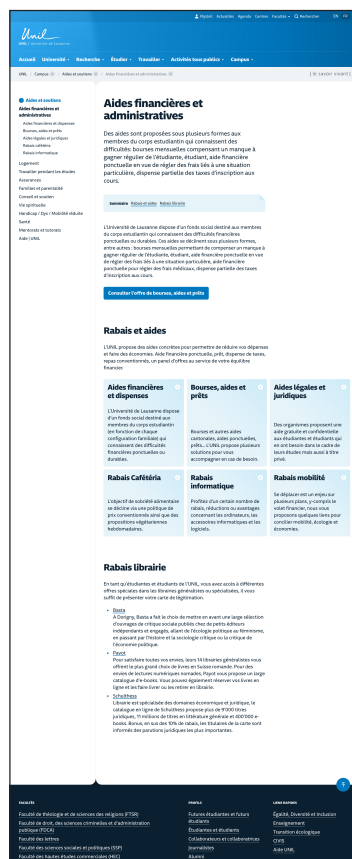 MyUnil Actualités Agenda Centres Facultés Rechercher EN FR
Unil
UNIL | Université de Lausanne
Accueil Université Recherche Étudier Travailler Activités tous publics Campus
UNIL / Campus / Aides et soutiens / Aides financières et administratives
[le savoir vivant]
Aides et soutiens
Aides financières et
administratives
Aides financières et dispenses
Bourses, aides et prêts
Aides légales et juridiques
Rabais cafétéria
Rabais informatique
Logement
Travailler pendant les études
Assurances
Familles et parentalité
Conseil et soutien
Vie spirituelle
Handicap / Dys / Mobilité réduite
Santé
Mentorats et tutorats
Aide | UNIL
Aides financières et
administratives
Des aides sont proposées sous plusieurs formes aux
membres du corps estudiantin qui connaissent des
difficultés: bourses mensuelles compensant un manque à
gagner régulier de l'étudiante, étudiant, aide financière
ponctuelle en vue de régler des frais liés à une situation
particulière, dispense partielle des taxes d'inscription aux
cours.
Sommaire Rabais et aides Rabais librairie
L'Université de Lausanne dispose d'un fonds social destiné aux membres
du corps estudiantin qui connaissent des difficultés financières
ponctuelles ou durables. Ces aides se déclinent sous plusieurs formes,
entre autres : bourses mensuelles permettant de compenser un manque à
gagner régulier de l'étudiante, étudiant, aide financière ponctuelle en vue
de régler des frais liés à une situation particulière, aide financière
ponctuelle pour régler des frais médicaux, dispense partielle des taxes
d'inscription aux cours.
Consulter l'offre de bourses, aides et prêts
Rabais et aides
L'UNIL propose des aides concrètes pour permettre de réduire vos dépenses
et faire des économies. Aide financière ponctuelle, prêt, dispense de taxes,
repas conventionnés, un panel d'offres au service de votre équilibre
financier.
Aides financières
et dispenses
L'Université de Lausanne dispose
d'un fonds social destiné aux
membres du corps estudiantin
(en fonction de chaque
configuration familiale) qui
connaissent des difficultés
financières ponctuelles ou
durables.
Bourses, aides et
prêts
Bourses et autres aides
cantonales, aides ponctuelles,
prêts... L'UNIL propose plusieurs
solutions pour vous
accompagner en cas de besoin.
Aides légales et
juridiques
Des organismes proposent une
aide gratuite et confidentielle
aux étudiantes et étudiants qui
en ont besoin dans le cadre de
leurs études mais aussi à titre
privé.
Rabais Cafétéria
L'objectif de sobriété alimentaire
se décline via une politique de
prix conventionnés ainsi que des
propositions végétariennes
hebdomadaires.
Rabais
informatique
Profitez d'un certain nombre de
rabais, réductions ou avantages
concernant les ordinateurs, les
accessoires informatiques et les
logiciels.
Rabais mobilité
Se déplacer est un enjeu sur
plusieurs plans, y-compris le
volet financier, nous vous
proposons quelques liens pour
concilier mobilité, écologie et
économies.
Rabais librairie
En tant qu'étudiantes et étudiants de l'UNIL, vous avez accès à différentes
offres spéciales dans les librairies généralistes ou spécialisées, il vous
suffit de présenter votre carte de légitimation.
Basta
A Dorigny, Basta a fait le choix de mettre en avant une large sélection
d'ouvrages de critique sociale publiés chez de petits éditeurs
indépendants et engagés, allant de l'écologie politique au féminisme,
en passant par l'histoire et la sociologie critique ou la critique de
l'économie politique.
Payot
Pour satisfaire toutes vos envies, leurs 14 librairies généralistes vous
offrent le plus grand choix de livres en Suisse romande. Pour des
envies de lectures numériques nomades, Payot vous propose un large
catalogue d'e-books. Vous pouvez également réserver vos livres en
ligne et les faire livrer ou les retirer en librairie.
Schulthess
Librairie est spécialisée des domaines économique et juridique, le
catalogue en ligne de Schulthess propose plus de 9'000 titres
juridiques, 11 millions de titres en littérature générale et 400'000 e-
books. Bonus, en sus des 10% de rabais, les titulaires de la carte sont
informés des parutions juridiques les plus importantes.
FACULTÉS
Faculté de théologie et de sciences des religions (FTSR)
Faculté de droit, des sciences criminelles et d'administration
publique (FDCA)
Faculté des lettres
Faculté des sciences sociales et politiques (SSP)
Faculté des hautes études commerciales (HEC)
PROFILS
Futures étudiantes et futurs
étudiants
Étudiantes et étudiants
Collaborateurs et collaboratrices
Journalistes
Alumni
LIENS RAPIDES
Égalité, Diversité et Inclusion
Enseignement
Transition écologique
CIVIS
Aide UNIL